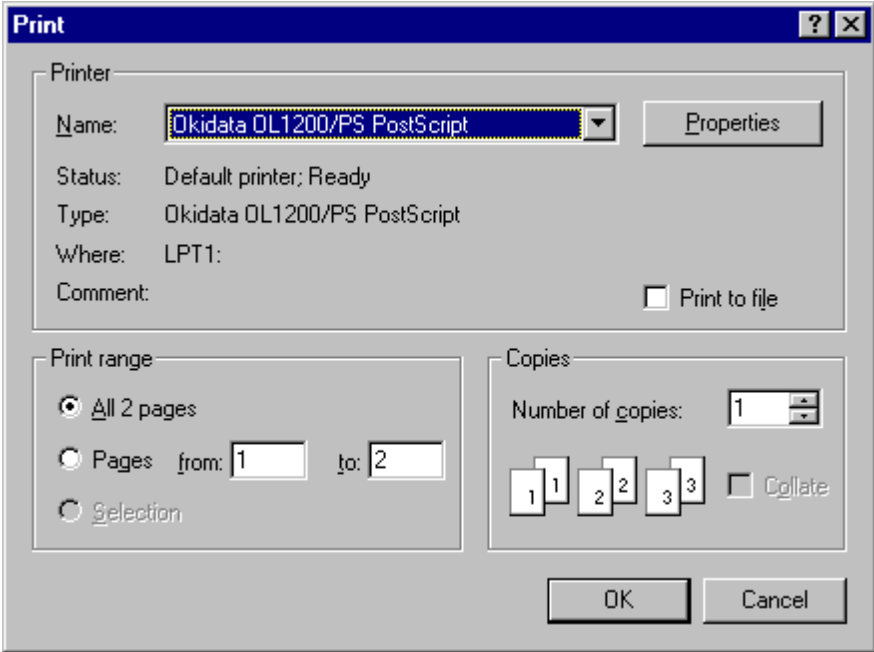 Print
Printer
Name: Okidata OL1200/PS PostScript Properties
Status: Default printer; Ready
Type: Okidata OL1200/PS PostScript
Where: LPT1:
Comment: Print to file
Print range Copies
All 2 pages Number of copies: 1
Pages from: 1 to: 2
1 1 2 2 3 3 Collate
Selection
OK Cancel